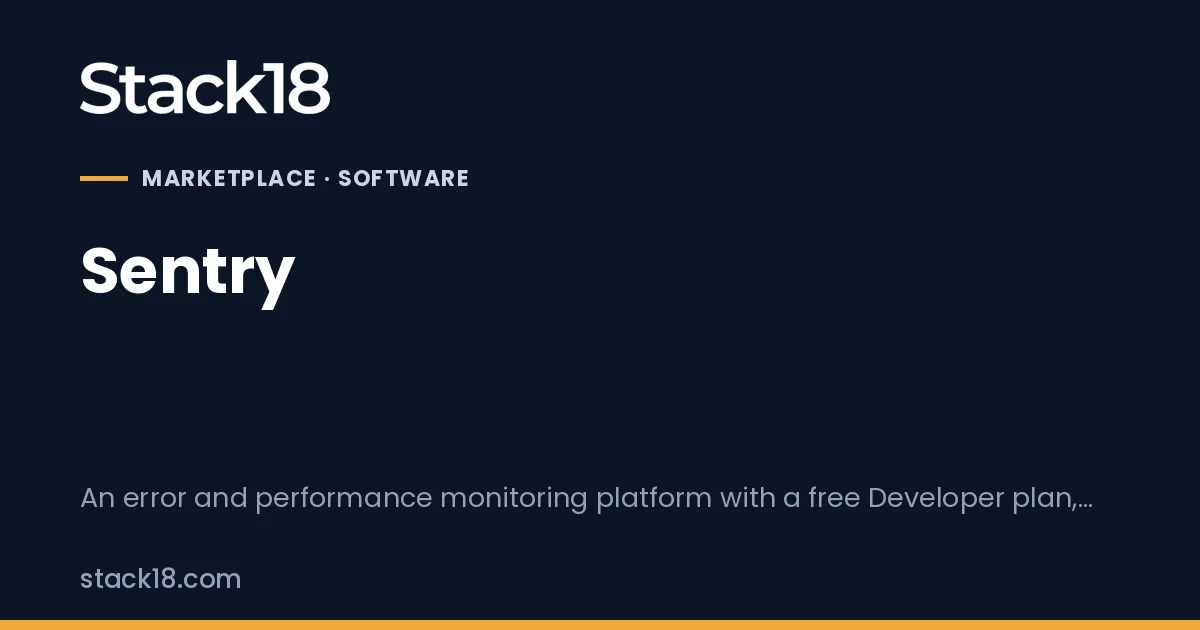 Stack18
MARKETPLACE · SOFTWARE
Sentry
An error and performance monitoring platform with a free Developer plan,...
stack18.com